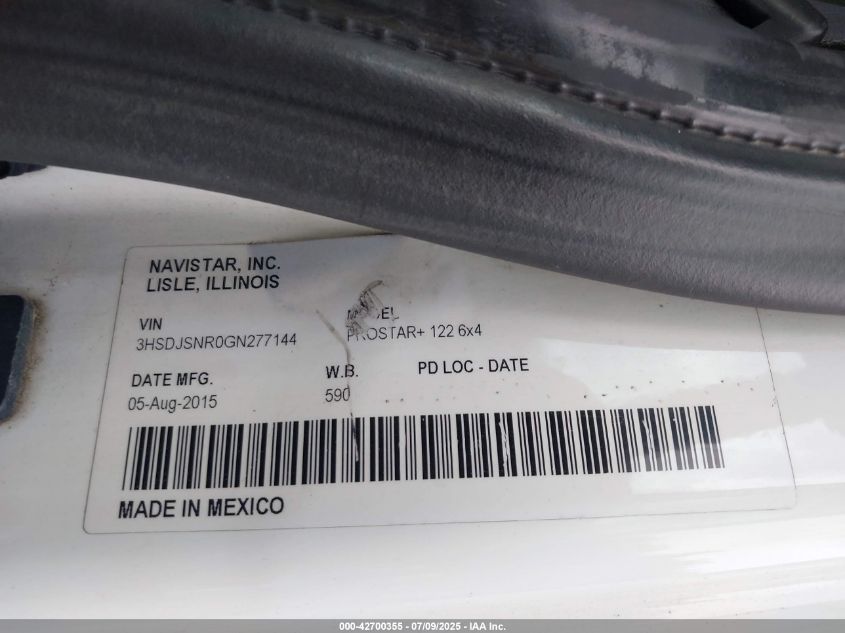 NAVISTAR, INC.
LISLE, ILLINOIS
VIN
3HSDJSNR0GN277144
PROSTAR+ 122 6x4
DATE MFG.
05-Aug-2015
W.B.
590
PD LOC - DATE
MADE IN MEXICO
000-42700355 - 07/09/2025 - IAA Inc.